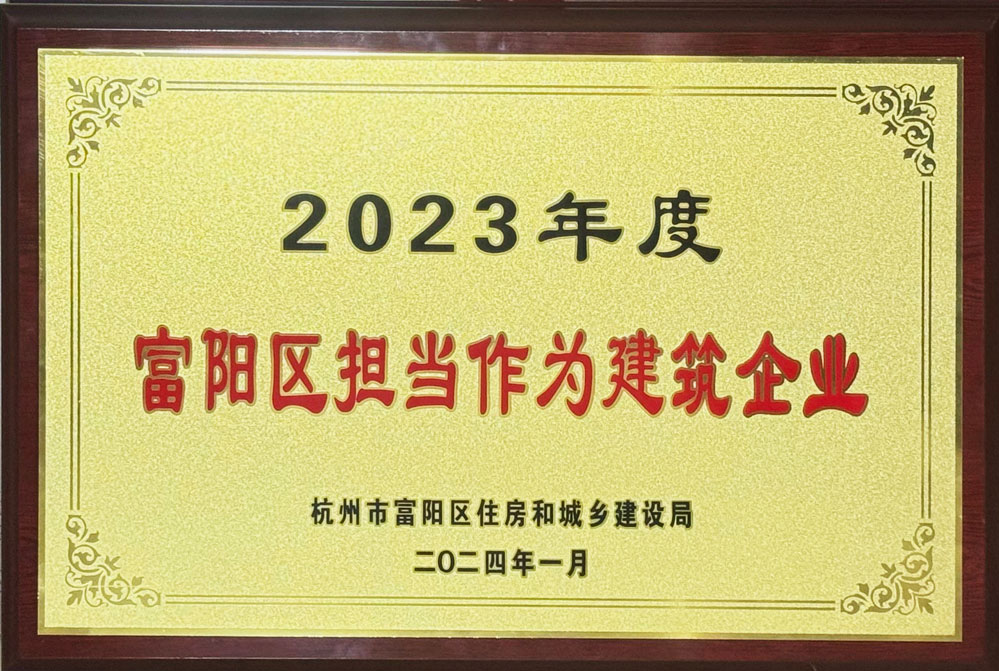 2023年度
富阳区担当作为建筑企业
杭州市富阳区住房和城乡建设局
二〇二四年一月